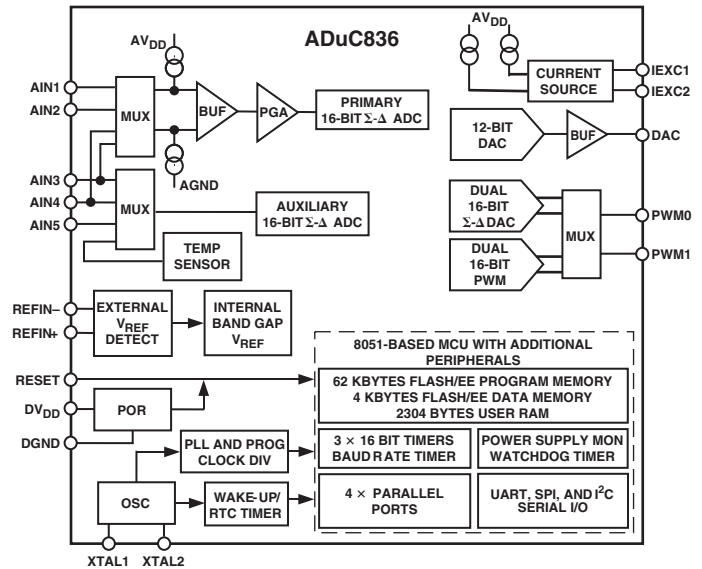 ADuC836
AVDD
AVDD
AIN1
AIN2
AIN3
AIN4
AIN5
MUX
BUF
PGA
PRIMARY
16-BIT Σ-Δ ADC
AGND
MUX
AUXILIARY
16-BIT Σ-Δ ADC
TEMP
SENSOR
CURRENT
SOURCE
IEXC1
IEXC2
12-BIT
DAC
BUF
DAC
DUAL
16-BIT
Σ-Δ DAC
DUAL
16-BIT
PWM
MUX
PWM0
PWM1
REFIN–
REFIN+
EXTERNAL
VREF
DETECT
INTERNAL
BAND GAP
VREF
RESET
DVDD
DGND
POR
PLL AND PROG
CLOCK DIV
OSC
WAKE-UP/
RTC TIMER
XTAL1
XTAL2
8051-BASED MCU WITH ADDITIONAL
PERIPHERALS
62 KBYTES FLASH/EE PROGRAM MEMORY
4 KBYTES FLASH/EE DATA MEMORY
2304 BYTES USER RAM
3 × 16 BIT TIMERS
BAUD RATE TIMER
POWER SUPPLY MON
WATCHDOG TIMER
4 × PARALLEL
PORTS
UART, SPI, AND I²C
SERIAL I/O